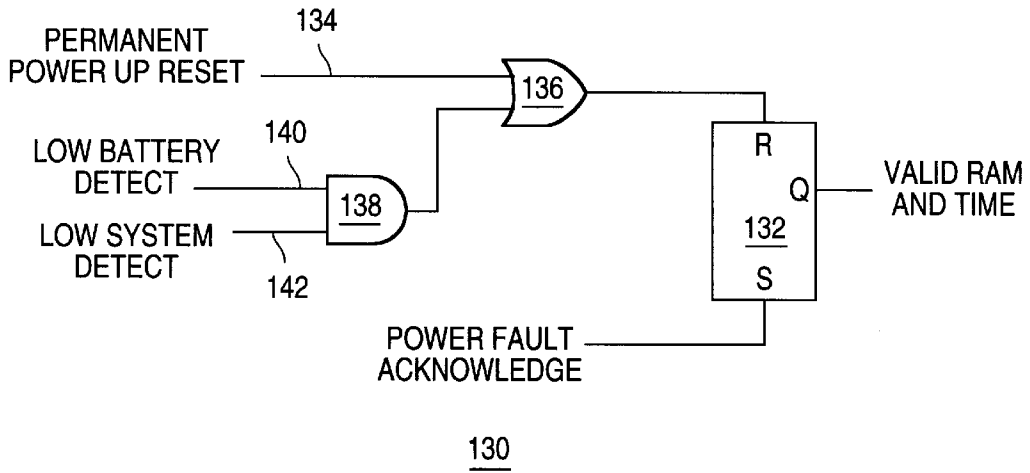 PERMANENT
POWER UP RESET
134
136
LOW BATTERY
DETECT
140
138
LOW SYSTEM
DETECT
142
R
Q
132
S
VALID RAM
AND TIME
POWER FAULT
ACKNOWLEDGE
130